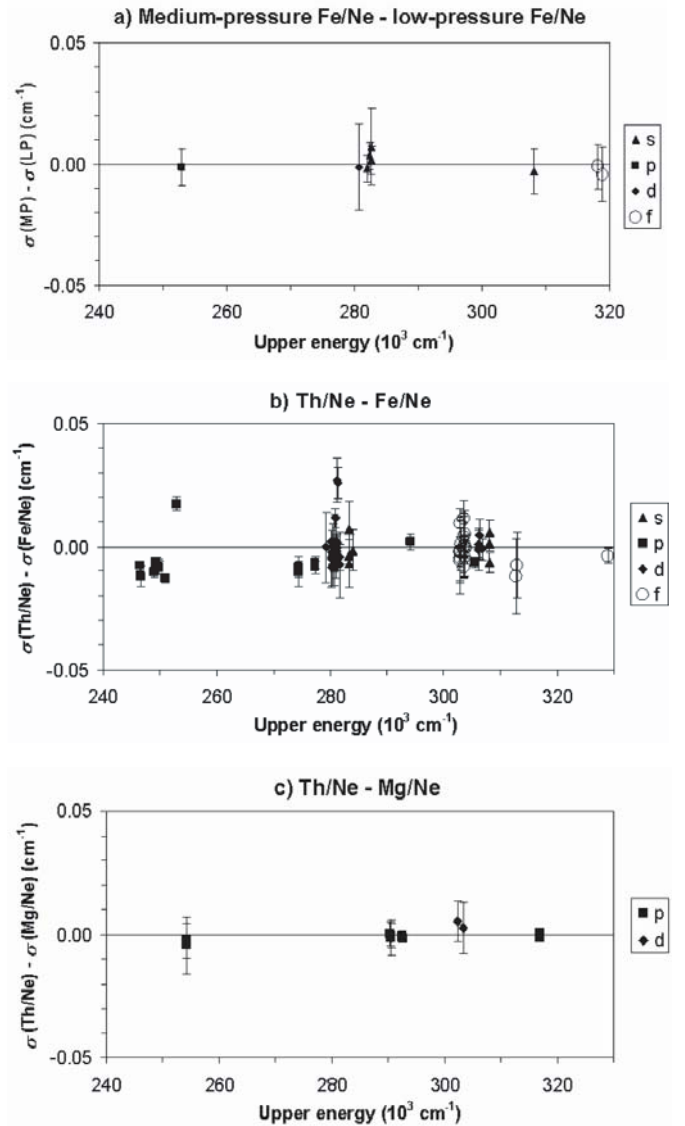 a) Medium-pressure Fe/Ne - low-pressure Fe/Ne
σ(MP) - σ(LP) (cm⁻¹)
0.05
0.00
-0.05
240
260
280
300
320
Upper energy (10³ cm⁻¹)
s
p
d
f
b) Th/Ne - Fe/Ne
σ(Th/Ne) - σ(Fe/Ne) (cm⁻¹)
0.05
0.00
-0.05
240
260
280
300
320
Upper energy (10³ cm⁻¹)
s
p
d
f
c) Th/Ne - Mg/Ne
σ(Th/Ne) - σ(Mg/Ne) (cm⁻¹)
0.05
0.00
-0.05
240
260
280
300
320
Upper energy (10³ cm⁻¹)
p
d